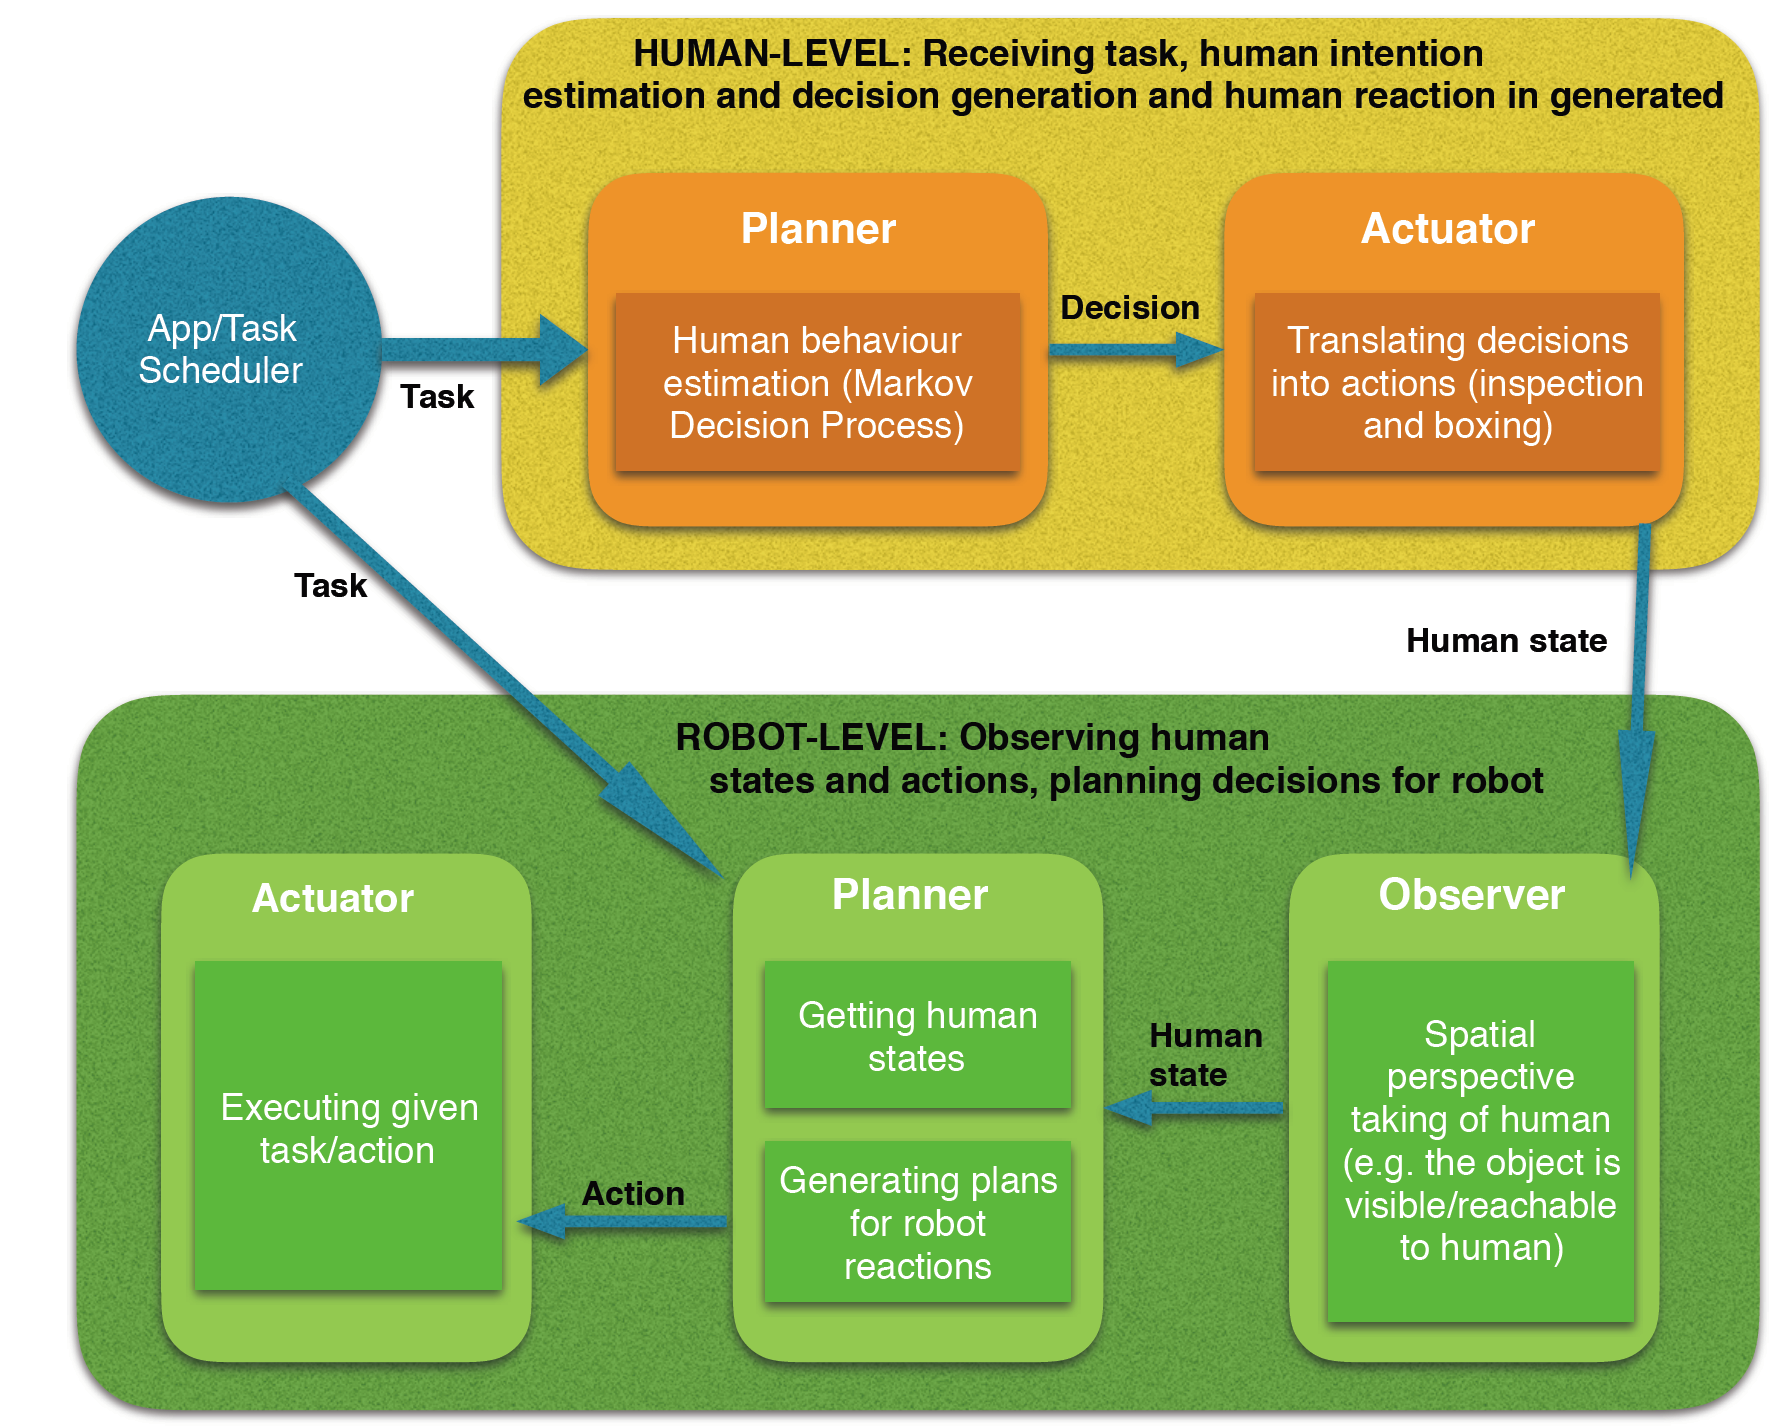 HUMAN-LEVEL: Receiving task, human intention
estimation and decision generation and human reaction in generated
Planner
Actuator
Human behaviour
estimation (Markov
Decision Process)
Decision
Translating decisions
into actions (inspection
and boxing)
App/Task
Scheduler
Task
Task
Human state
ROBOT-LEVEL: Observing human
states and actions, planning decisions for robot
Actuator
Executing given
task/action
Action
Planner
Getting human
states
Generating plans
for robot
reactions
Human
state
Observer
Spatial
perspective
taking of human
(e.g. the object is
visible/reachable
to human)